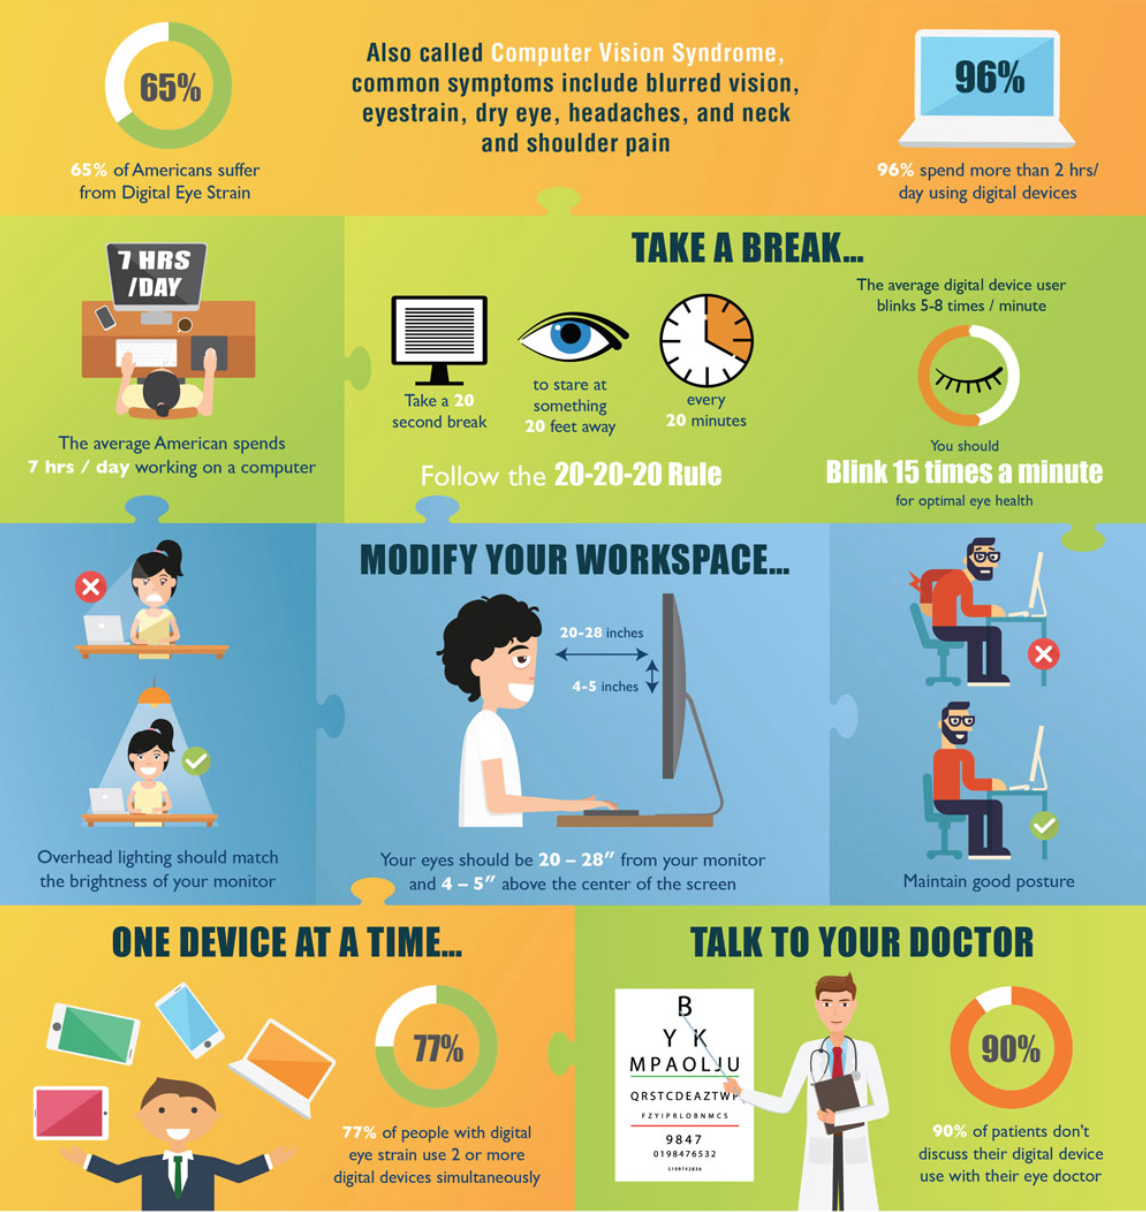 65%
65% of Americans suffer
from Digital Eye Strain
Also called Computer Vision Syndrome,
common symptoms include blurred vision,
eyestrain, dry eye, headaches, and neck
and shoulder pain
96%
96% spend more than 2 hrs/
day using digital devices
7 HRS
/DAY
The average American spends
7 hrs / day working on a computer
TAKE A BREAK...
Take a 20
second break
to stare at
something
20 feet away
every
20 minutes
Follow the 20-20-20 Rule
The average digital device user
blinks 5-8 times / minute
You should
Blink 15 times a minute
for optimal eye health
Overhead lighting should match
the brightness of your monitor
MODIFY YOUR WORKSPACE...
20-28 inches
4-5 inches
Your eyes should be 20 – 28” from your monitor
and 4 – 5” above the center of the screen
Maintain good posture
ONE DEVICE AT A TIME...
77%
77% of people with digital
eye strain use 2 or more
digital devices simultaneously
TALK TO YOUR DOCTOR
B
Y K
MPAOLJU
QRSTCDEAZTW
FZYIPRLOBNMCS
9847
0198476532
90%
90% of patients don't
discuss their digital device
use with their eye doctor